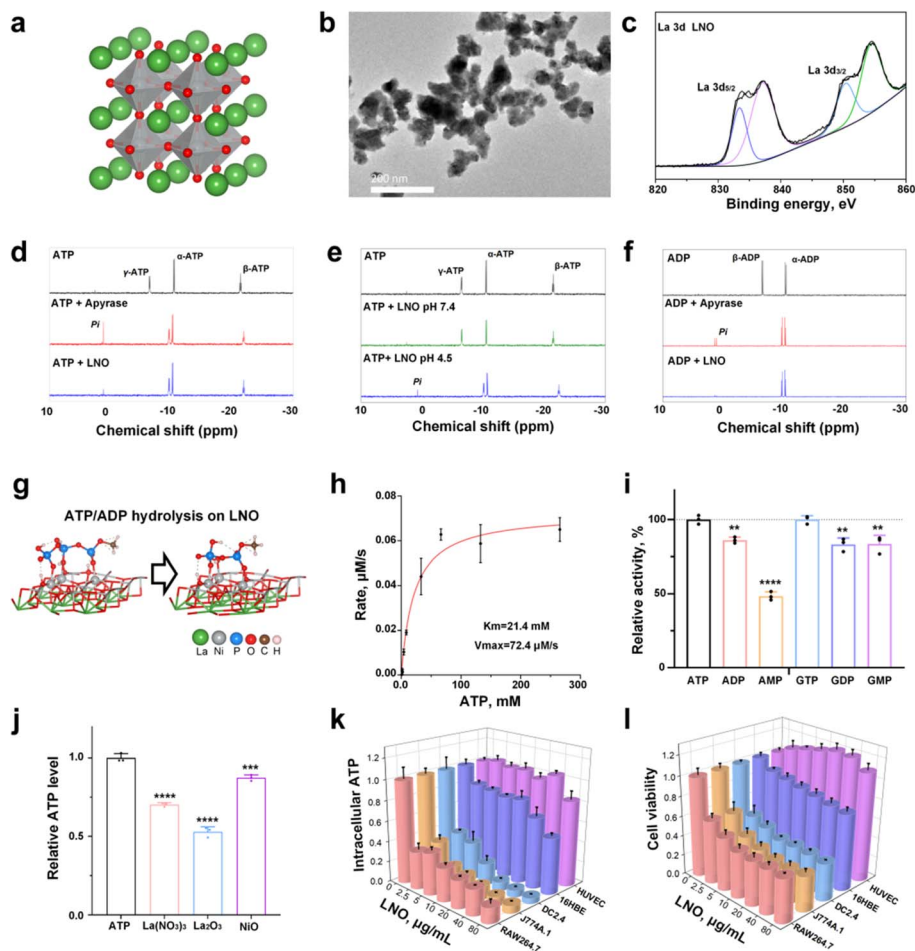 a
b
200 nm
c
La 3d LNO
La 3d5/2
La 3d3/2
820 830 840 850 860
Binding energy, eV
d
ATP
γ-ATP
α-ATP
β-ATP
ATP + Apyrase
Pi
ATP + LNO
10 0 -10 -20 -30
Chemical shift (ppm)
e
ATP
γ-ATP
α-ATP
β-ATP
ATP + LNO pH 7.4
ATP+ LNO pH 4.5
Pi
10 0 -10 -20 -30
Chemical shift (ppm)
f
ADP
β-ADP
α-ADP
ADP + Apyrase
Pi
ADP + LNO
10 0 -10 -20 -30
Chemical shift (ppm)
g
ATP/ADP hydrolysis on LNO
La Ni P O C H
h
Rate, μM/s
0.08
0.06
0.04
0.02
0.00
Km=21.4 mM
Vmax=72.4 μM/s
0 100 200 300
ATP, mM
i
Relative activity, %
100
50
0
**
****
**
**
ATP ADP AMP GTP GDP GMP
j
Relative ATP level
1.0
0.5
0.0
****
****
***
ATP La(NO3)3 La2O3 NiO
k
Intracellular ATP
1.2
1.0
0.8
0.6
0.4
0.2
0.0
0 2.5 5 10 20 40 80
LNO, μg/mL
RAW264.7
J774A.1
DC2.4
16HBE
HUVEC
l
Cell viability
1.2
1.0
0.8
0.6
0.4
0.2
0.0
0 2.5 5 10 20 40 80
LNO, μg/mL
RAW264.7
J774A.1
DC2.4
16HBE
HUVEC